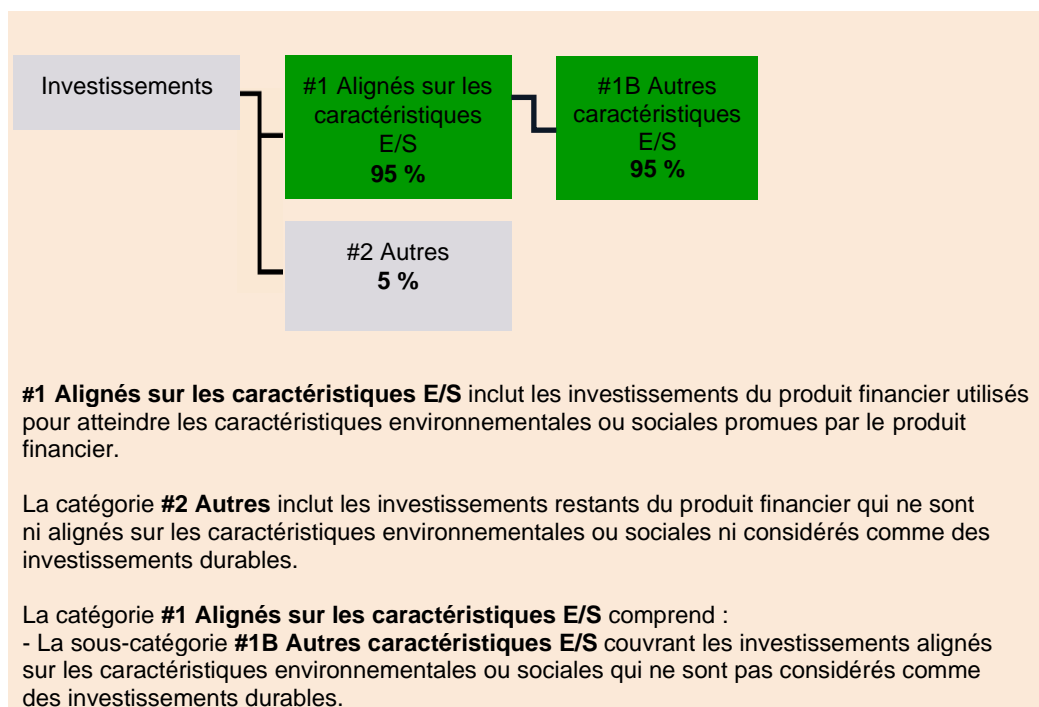 Investissements
#1 Alignés sur les
caractéristiques
E/S
95 %
#1B Autres
caractéristiques
E/S
95 %
#2 Autres
5 %
#1 Alignés sur les caractéristiques E/S inclut les investissements du produit financier utilisés
pour atteindre les caractéristiques environnementales ou sociales promues par le produit
financier.
La catégorie #2 Autres inclut les investissements restants du produit financier qui ne sont
ni alignés sur les caractéristiques environnementales ou sociales ni considérés comme des
investissements durables.
La catégorie #1 Alignés sur les caractéristiques E/S comprend :
- La sous-catégorie #1B Autres caractéristiques E/S couvrant les investissements alignés
sur les caractéristiques environnementales ou sociales qui ne sont pas considérés comme
des investissements durables.